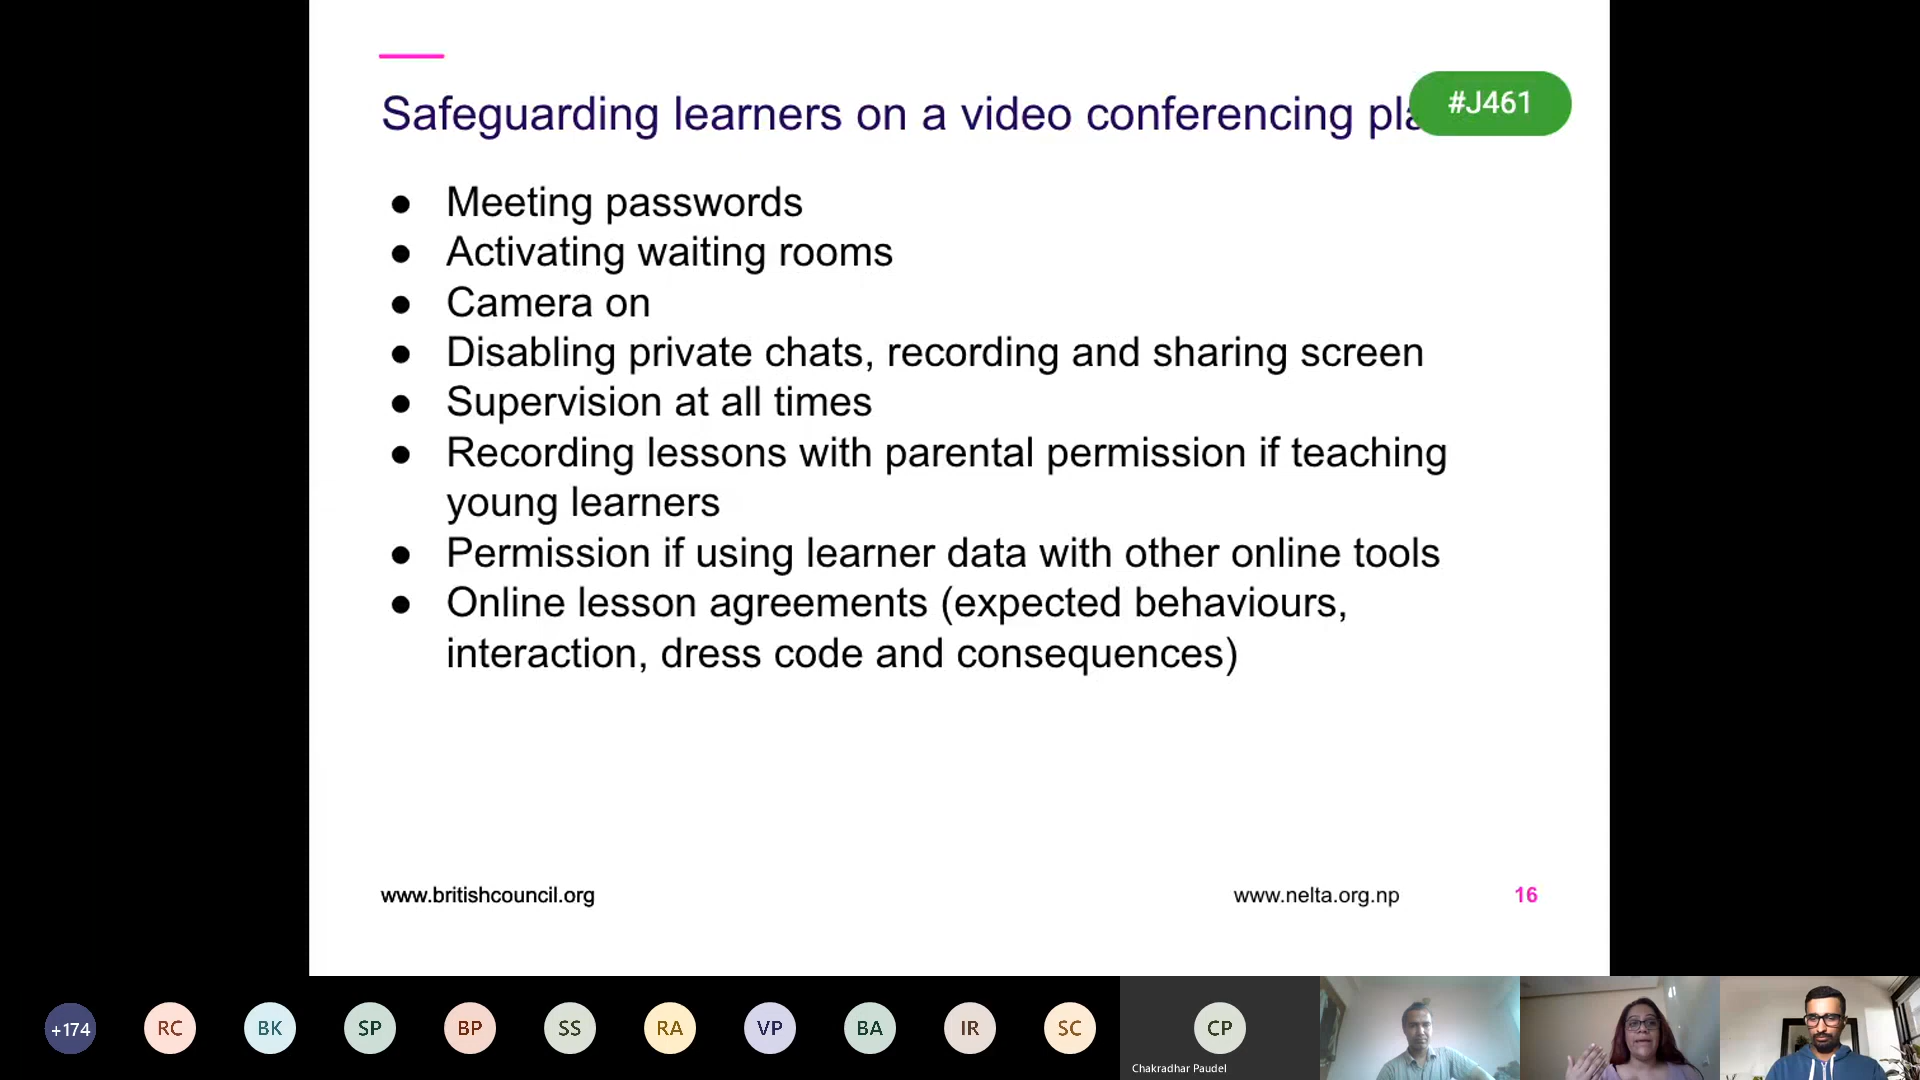 Safeguarding learners on a video conferencing
#J461
● Meeting passwords
● Activating waiting rooms
● Camera on
● Disabling private chats, recording and sharing screen
● Supervision at all times
● Recording lessons with parental permission if teaching
young learners
● Permission if using learner data with other online tools
● Online lesson agreements (expected behaviours,
interaction, dress code and consequences)
www.britishcouncil.org www.nelta.org.np 16
+174 RC BK SP BP SS RA VP BA IR SC CP
Chakradhar Paudel